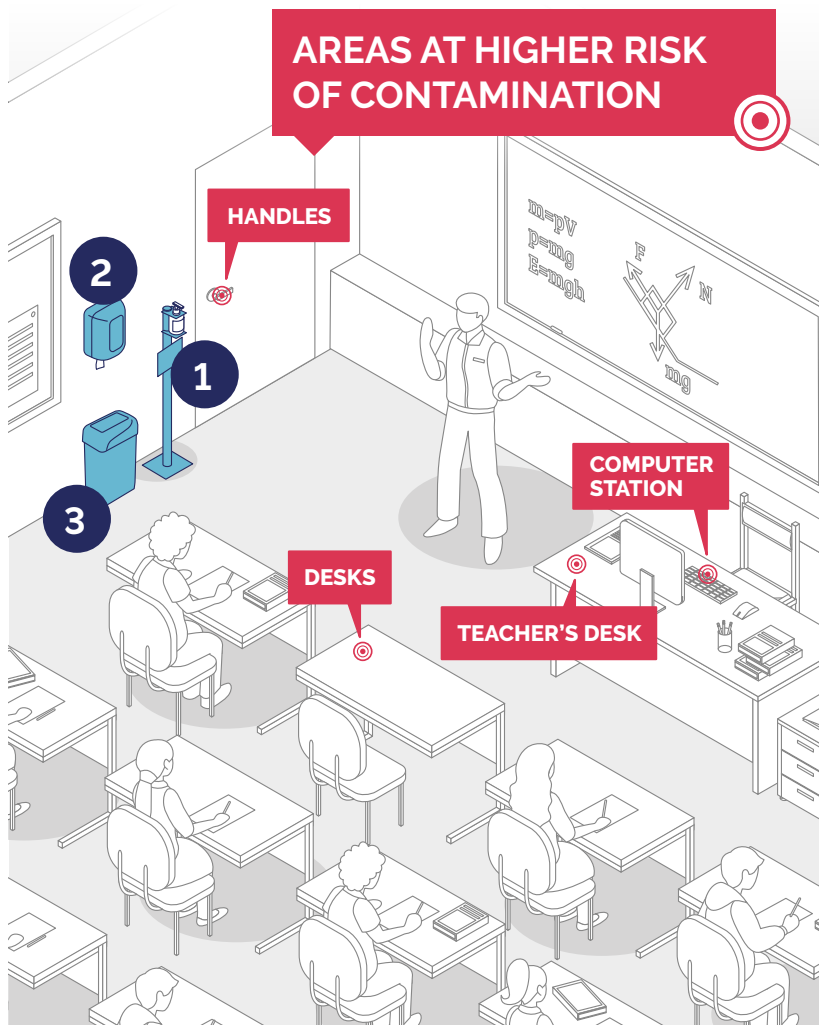 AREAS AT HIGHER RISK
OF CONTAMINATION
HANDLES
2
1
3
m=pV
p=mg
E=mgh
F
N
mg
COMPUTER
STATION
DESKS
TEACHER'S DESK